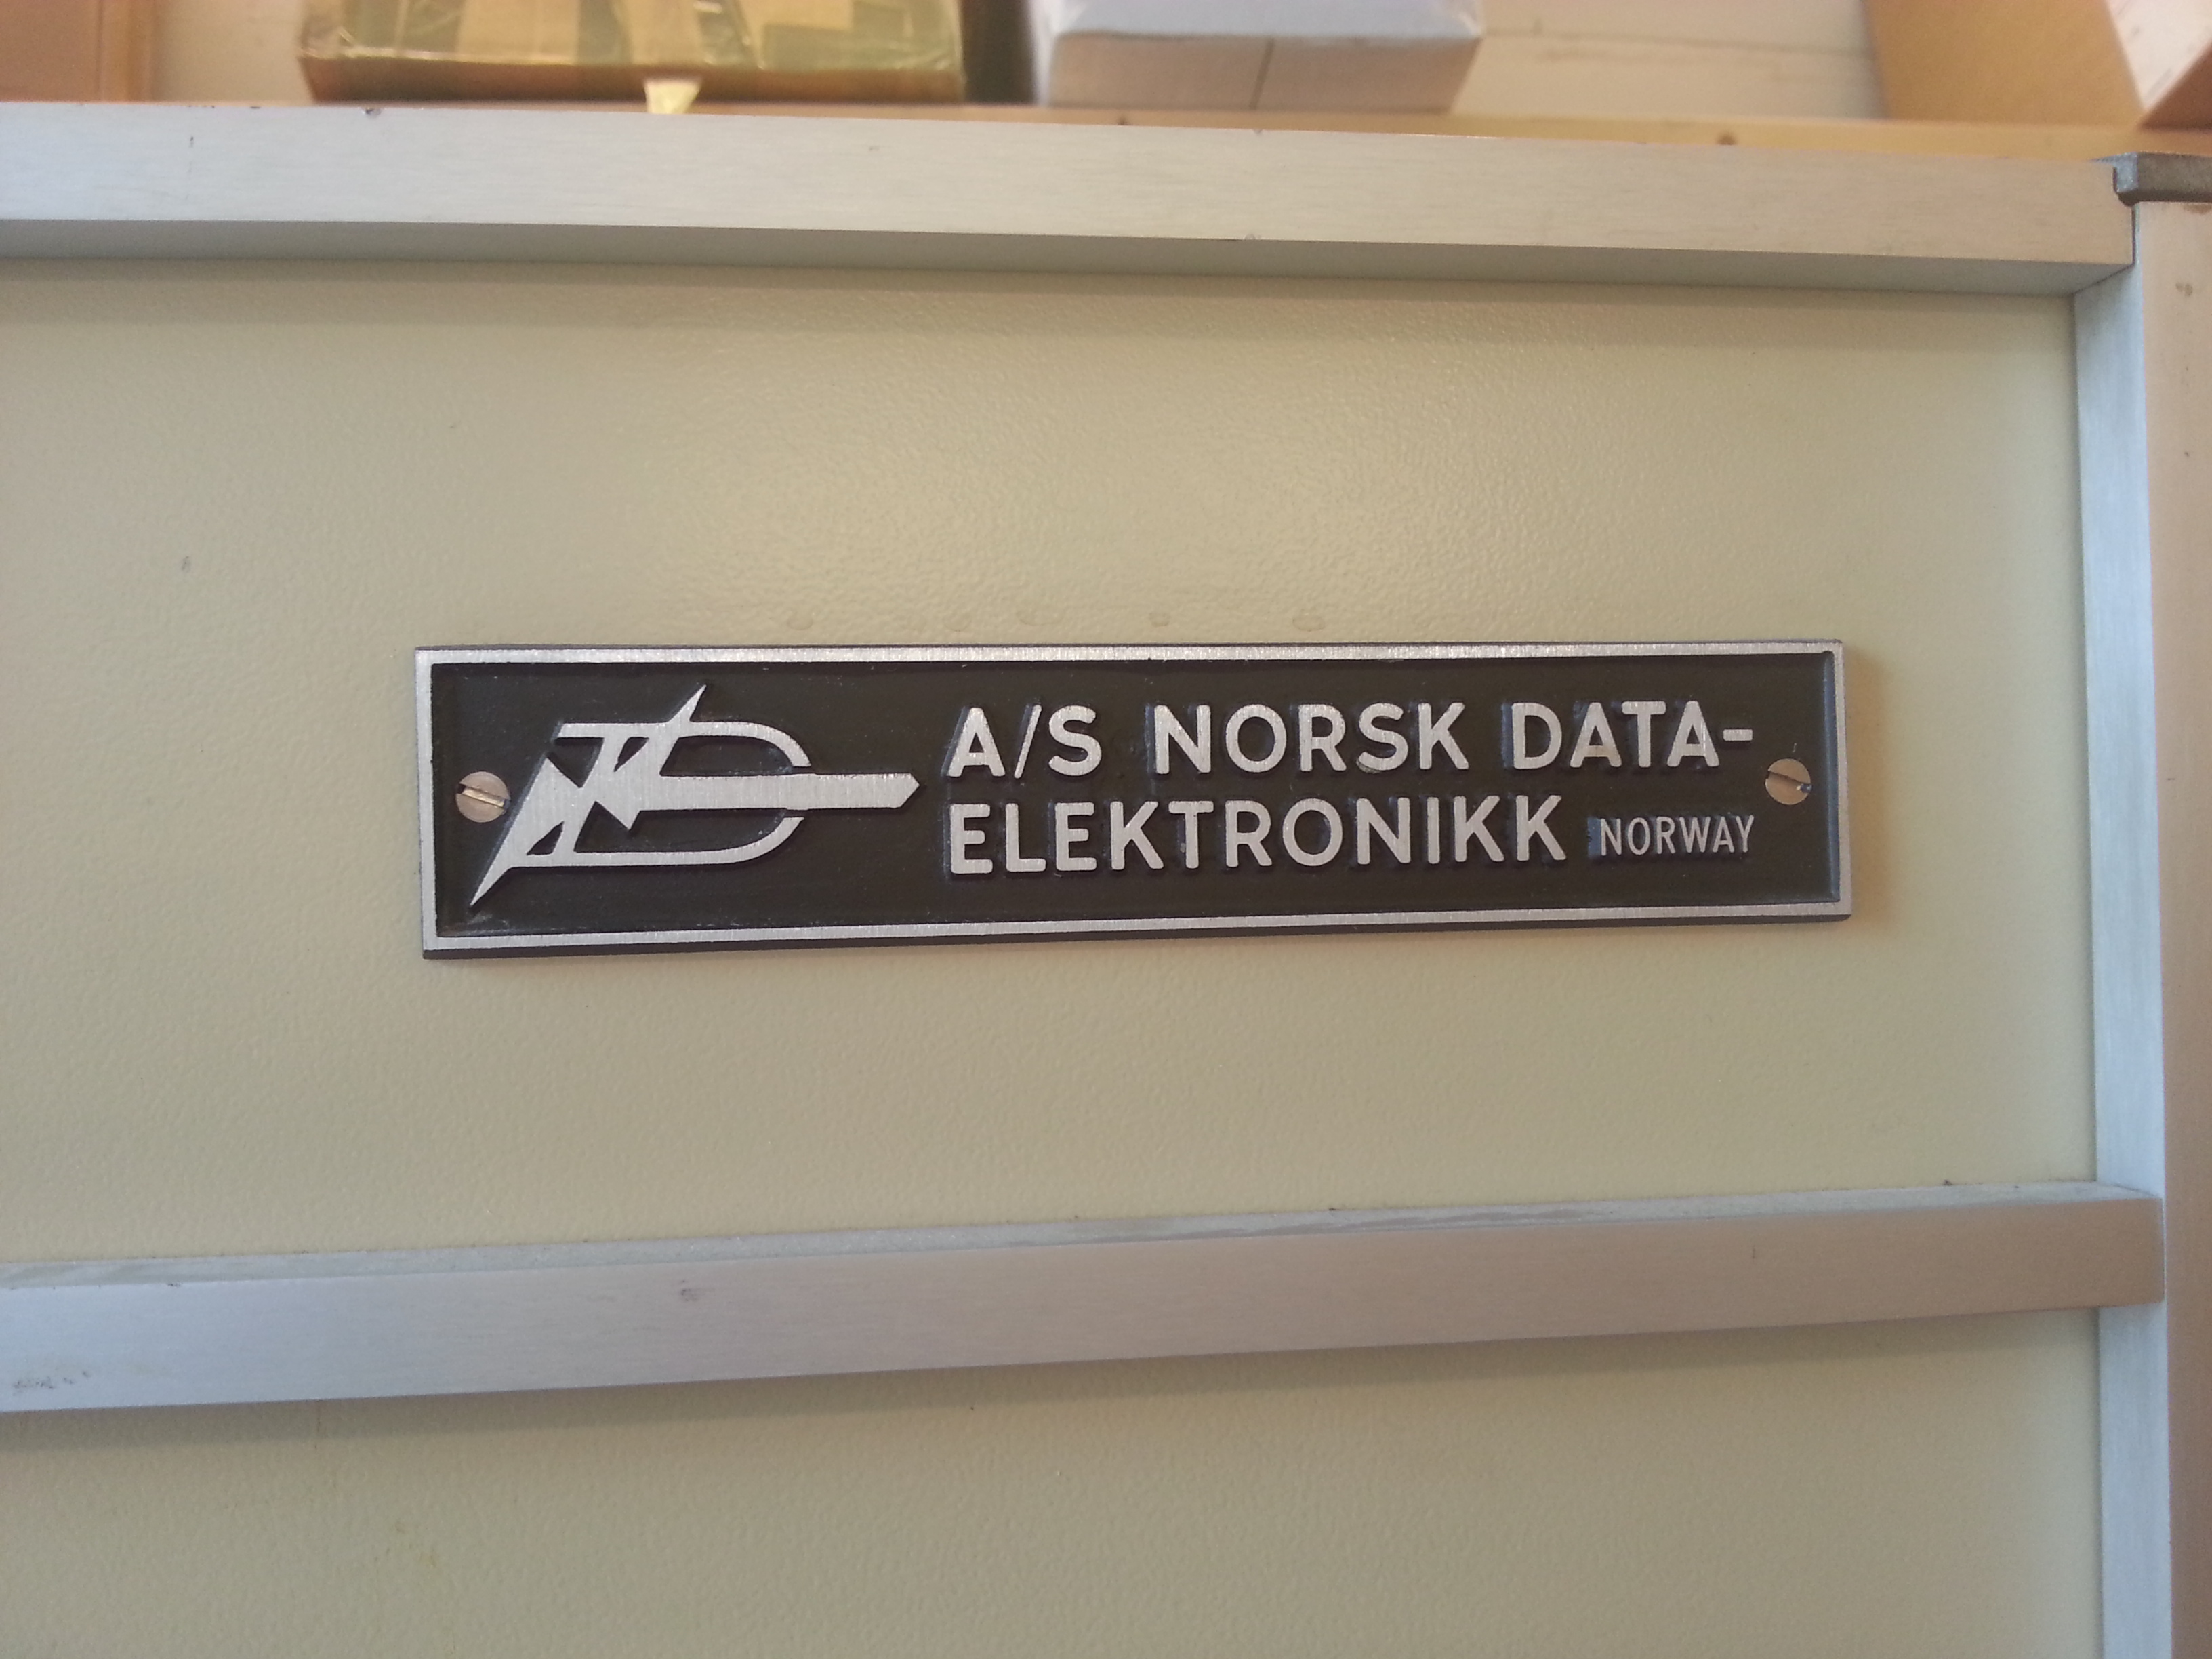 A/S NORSK DATA-
ELEKTRONIKK NORWAY